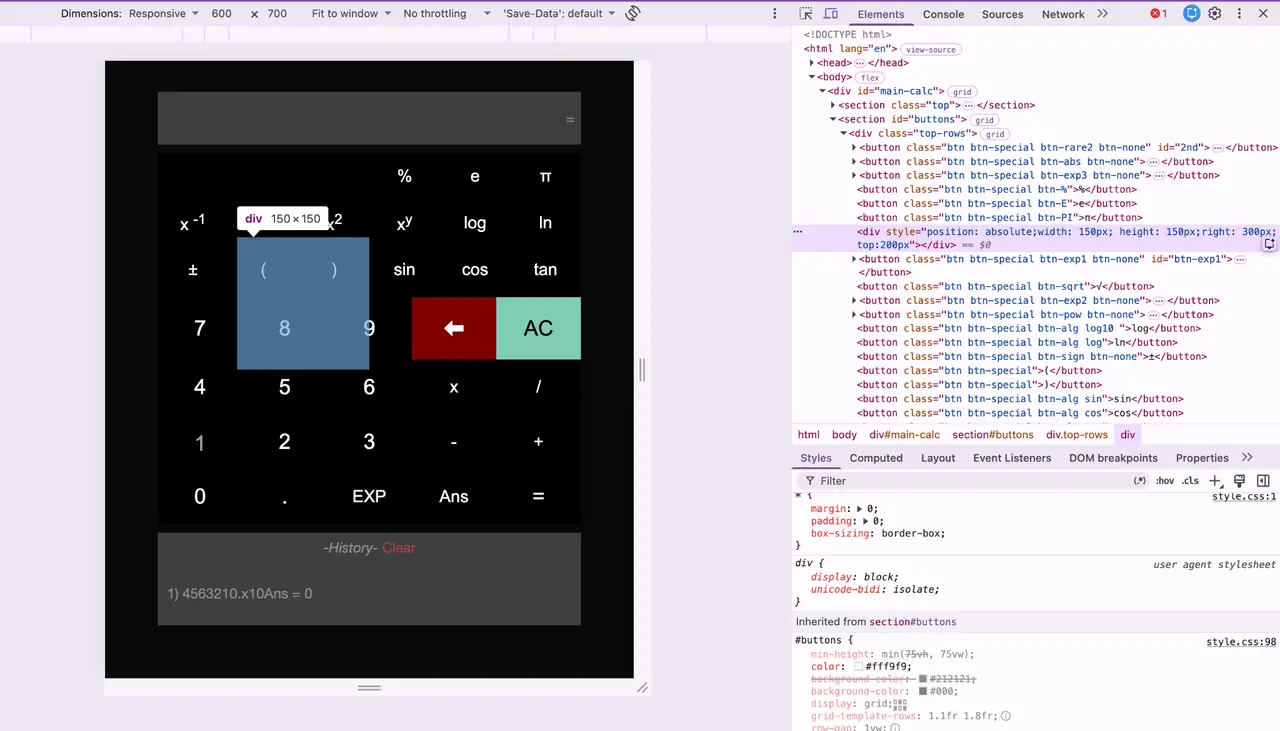 Dimensions: Responsive 600 × 700 Fit to window No throttling 'Save-Data': default
=
% e π
x⁻¹ x² xʸ log ln
div 150×150
± ( ) sin cos tan
7 8 9 AC
4 5 6 x /
1 2 3 - +
0 . EXP Ans =
-History- Clear
1) 4563210.x10Ans = 0
Elements Console Sources Network 1
<!DOCTYPE html>
<html lang="en"> view-source
<head> … </head>
<body> flex
<div id="main-calc"> grid
<section class="top"> … </section>
<section id="buttons"> grid
<div class="top-rows"> grid
<button class="btn btn-special btn-rare2 btn-none" id="2nd"> … </button>
<button class="btn btn-special btn-abs btn-none"> … </button>
<button class="btn btn-special btn-exp3 btn-none"> … </button>
<button class="btn btn-special btn-%">%</button>
<button class="btn btn-special btn-E">e</button>
<button class="btn btn-special btn-PI">π</button>
… <div style="position: absolute;width: 150px; height: 150px;right: 300px;
top:200px"></div> == $0
<button class="btn btn-special btn-exp1 btn-none" id="btn-exp1"> …
</button>
<button class="btn btn-special btn-sqrt">√</button>
<button class="btn btn-special btn-exp2 btn-none"> … </button>
<button class="btn btn-special btn-pow btn-none"> … </button>
<button class="btn btn-special btn-alg log10 ">log</button>
<button class="btn btn-special btn-alg log">ln</button>
<button class="btn btn-special btn-sign btn-none">±</button>
<button class="btn btn-special">(</button>
<button class="btn btn-special">)</button>
<button class="btn btn-special btn-alg sin">sin</button>
<button class="btn btn-special btn-alg cos">cos</button>
html body div#main-calc section#buttons div.top-rows div
Styles Computed Layout Event Listeners DOM breakpoints Properties
Filter (.*) :hov .cls
* { style.css:1
margin: 0;
padding: 0;
box-sizing: border-box;
}
div { user agent stylesheet
display: block;
unicode-bidi: isolate;
}
Inherited from section#buttons
#buttons { style.css:98
min-height: min(75vh, 75vw);
color: #fff9f9;
background-color: #212121;
background-color: #000;
display: grid;
grid-template-rows: 1.1fr 1.8fr;
row-gap: 1vw;